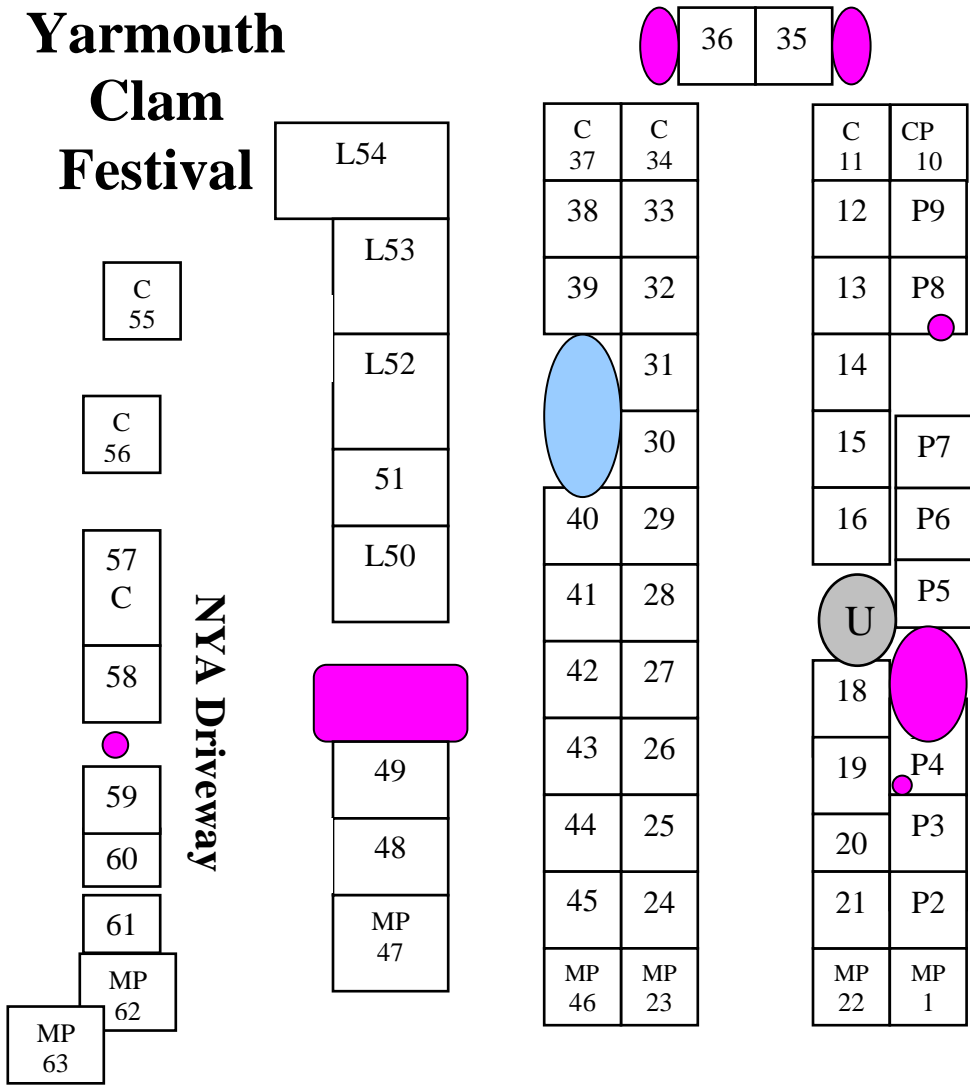 Yarmouth
Clam
Festival
36 35
L54
L53
L52
51
L50
49
48
MP
47
C
55
C
56
57
C
58
59
60
61
MP
62
MP
63
NYA Driveway
C
37
38
39
40
41
42
43
44
45
MP
46
C
34
33
32
31
30
29
28
27
26
25
24
MP
23
C
11
12
13
14
15
16
U
18
19
20
21
MP
22
CP
10
P9
P8
P7
P6
P5
P4
P3
P2
MP
1